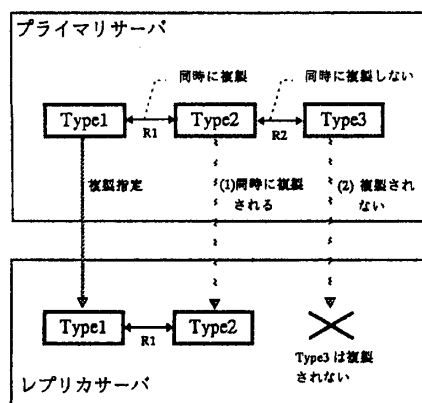 プライマリサーバ
同時に複製
同時に複製しない
Type1
R1
Type2
R2
Type3
複製指定
(1)同時に複製
される
(2) 複製され
ない
Type1
R1
Type2
Type3 は複製
されない
レプリカサーバ